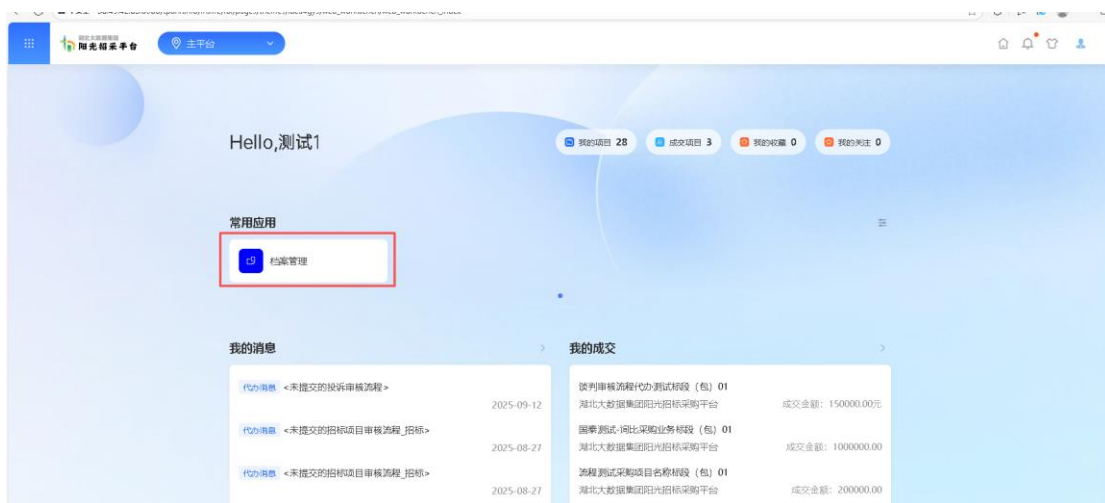 湖北大数据集团
阳光招采平台
主平台
Hello,测试1
我的项目 28
成交项目 3
我的收藏 0
我的关注 0
常用应用
档案管理
我的消息
代办消息 <未提交的投诉审核流程>
2025-09-12
代办消息 <未提交的招标项目审核流程_招标>
2025-08-27
代办消息 <未提交的招标项目审核流程_招标>
2025-08-27
我的成交
谈判审核流程代办测试标段（包）01
湖北大数据集团阳光招标采购平台 成交金额：150000.00元
国泰测试-询比采购业务标段（包）01
湖北大数据集团阳光招标采购平台 成交金额：1000000.00
流程测试采购项目名称标段（包）01
湖北大数据集团阳光招标采购平台 成交金额：200000.00